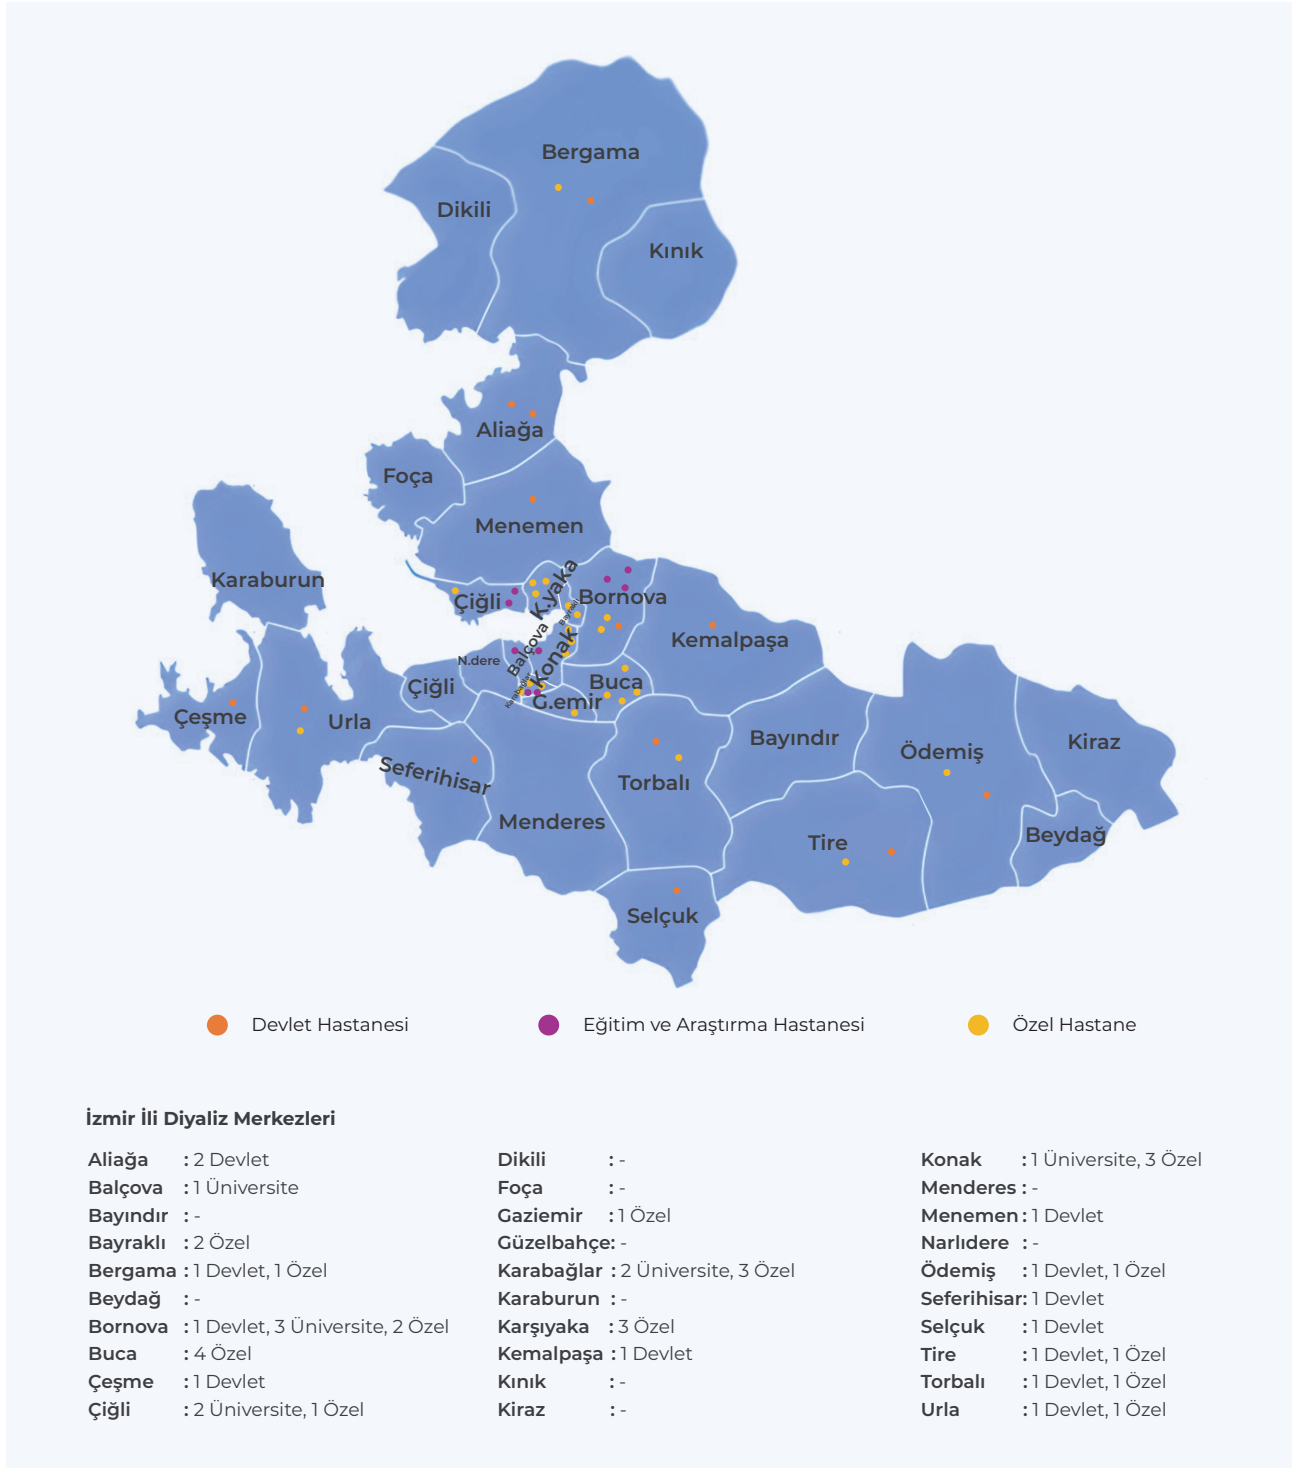 Bergama
Dikili
Kınık
Aliağa
Foça
Menemen
Karaburun
K.yaka
Çiğli
Bornova
Bayraklı
Kemalpaşa
Balçova
Konak
N.dere
Karabağlar
Buca
Çiğli
G.emir
Çeşme
Urla
Seferihisar
Bayındır
Ödemiş
Kiraz
Torbalı
Menderes
Tire
Beydağ
Selçuk
Devlet Hastanesi
Eğitim ve Araştırma Hastanesi
Özel Hastane
İzmir İli Diyaliz Merkezleri
Aliağa : 2 Devlet
Balçova : 1 Üniversite
Bayındır : -
Bayraklı : 2 Özel
Bergama : 1 Devlet, 1 Özel
Beydağ : -
Bornova : 1 Devlet, 3 Üniversite, 2 Özel
Buca : 4 Özel
Çeşme : 1 Devlet
Çiğli : 2 Üniversite, 1 Özel
Dikili : -
Foça : -
Gaziemir : 1 Özel
Güzelbahçe: -
Karabağlar : 2 Üniversite, 3 Özel
Karaburun : -
Karşıyaka : 3 Özel
Kemalpaşa : 1 Devlet
Kınık : -
Kiraz : -
Konak : 1 Üniversite, 3 Özel
Menderes : -
Menemen : 1 Devlet
Narlıdere : -
Ödemiş : 1 Devlet, 1 Özel
Seferihisar: 1 Devlet
Selçuk : 1 Devlet
Tire : 1 Devlet, 1 Özel
Torbalı : 1 Devlet, 1 Özel
Urla : 1 Devlet, 1 Özel